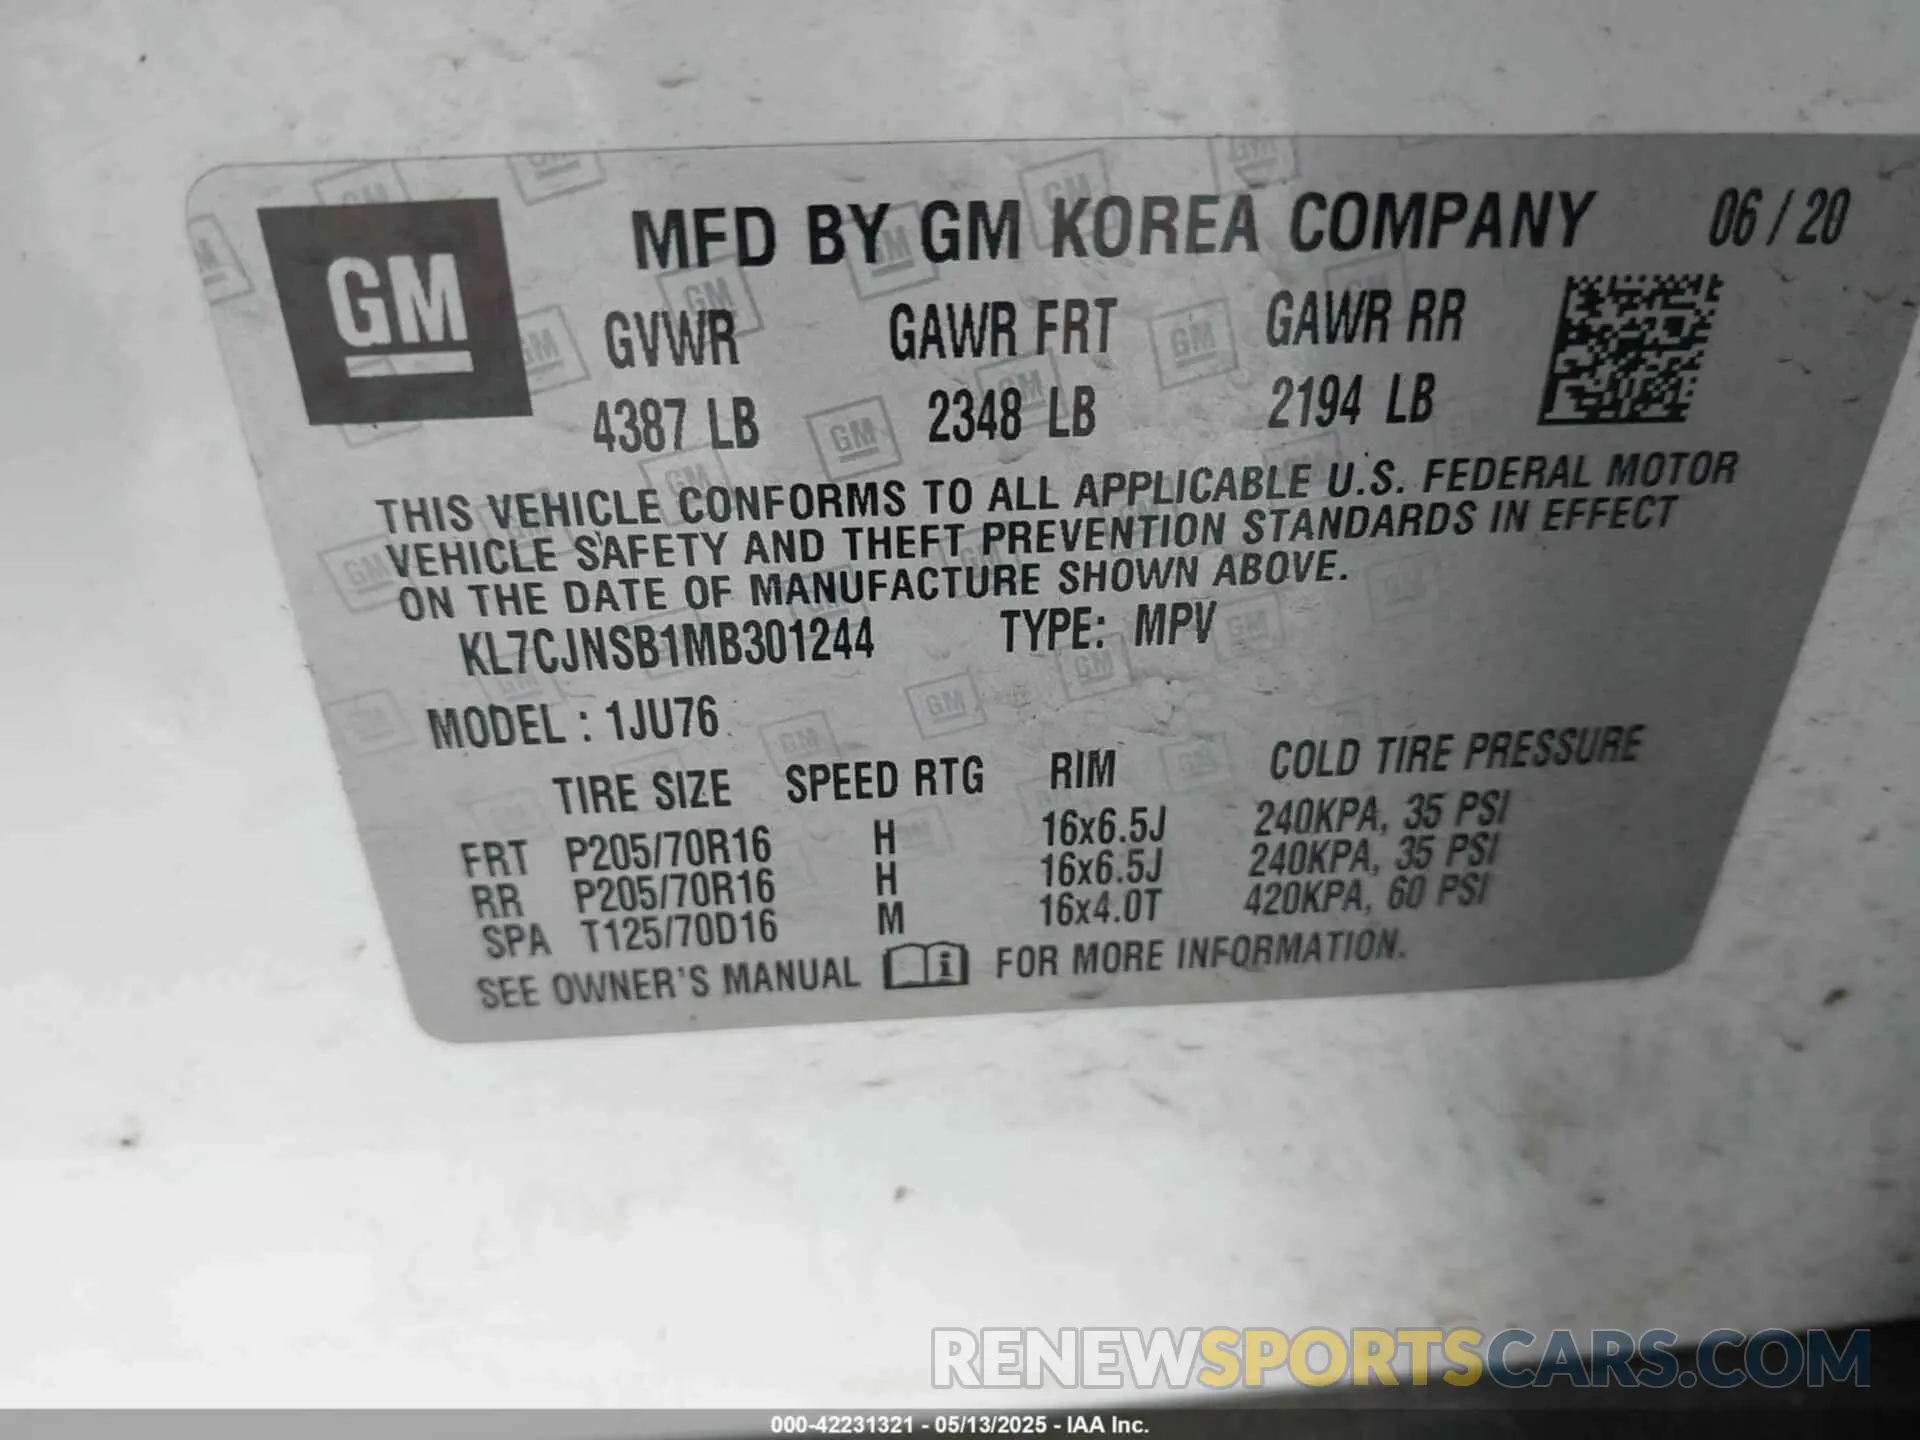 GM
MFD BY GM KOREA COMPANY 06/20
GVWR GAWR FRT GAWR RR
4387 LB 2348 LB 2194 LB
THIS VEHICLE CONFORMS TO ALL APPLICABLE U.S. FEDERAL MOTOR
VEHICLE SAFETY AND THEFT PREVENTION STANDARDS IN EFFECT
ON THE DATE OF MANUFACTURE SHOWN ABOVE.
KL7CJNSB1MB301244 TYPE: MPV
MODEL : 1JU76
TIRE SIZE SPEED RTG RIM COLD TIRE PRESSURE
FRT P205/70R16 H 16x6.5J 240KPA, 35 PSI
RR P205/70R16 H 16x6.5J 240KPA, 35 PSI
SPA T125/70D16 M 16x4.0T 420KPA, 60 PSI
SEE OWNER'S MANUAL i FOR MORE INFORMATION.
RENEWSPORTSCARS.COM
000-42231321 - 05/13/2025 - IAA Inc.